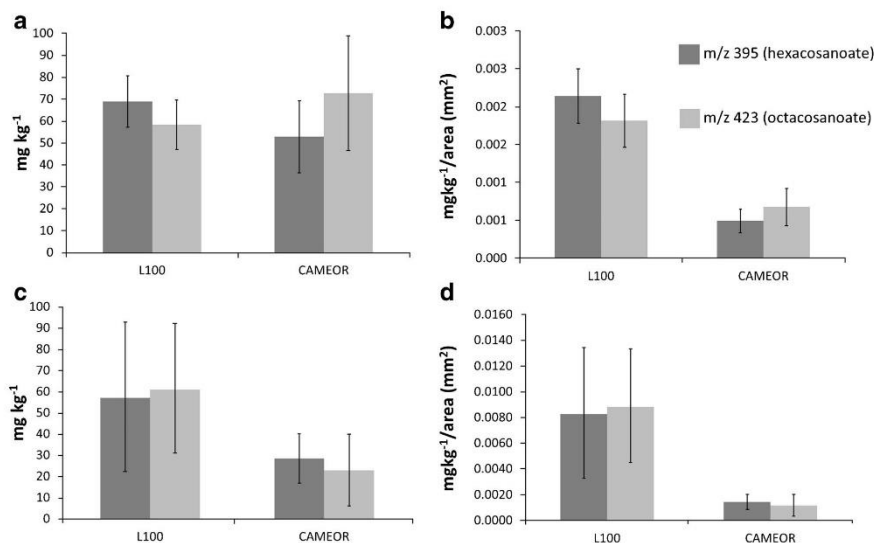 a
mg kg-1
100
90
80
70
60
50
40
30
20
10
0
L100 CAMEOR
b
mgkg-1/area (mm2)
0.003
0.003
0.002
0.002
0.001
0.001
0.000
L100 CAMEOR
m/z 395 (hexacosanoate)
m/z 423 (octacosanoate)
c
mg kg-1
100
90
80
70
60
50
40
30
20
10
0
L100 CAMEOR
d
mgkg-1/area (mm2)
0.0160
0.0140
0.0120
0.0100
0.0080
0.0060
0.0040
0.0020
0.0000
L100 CAMEOR